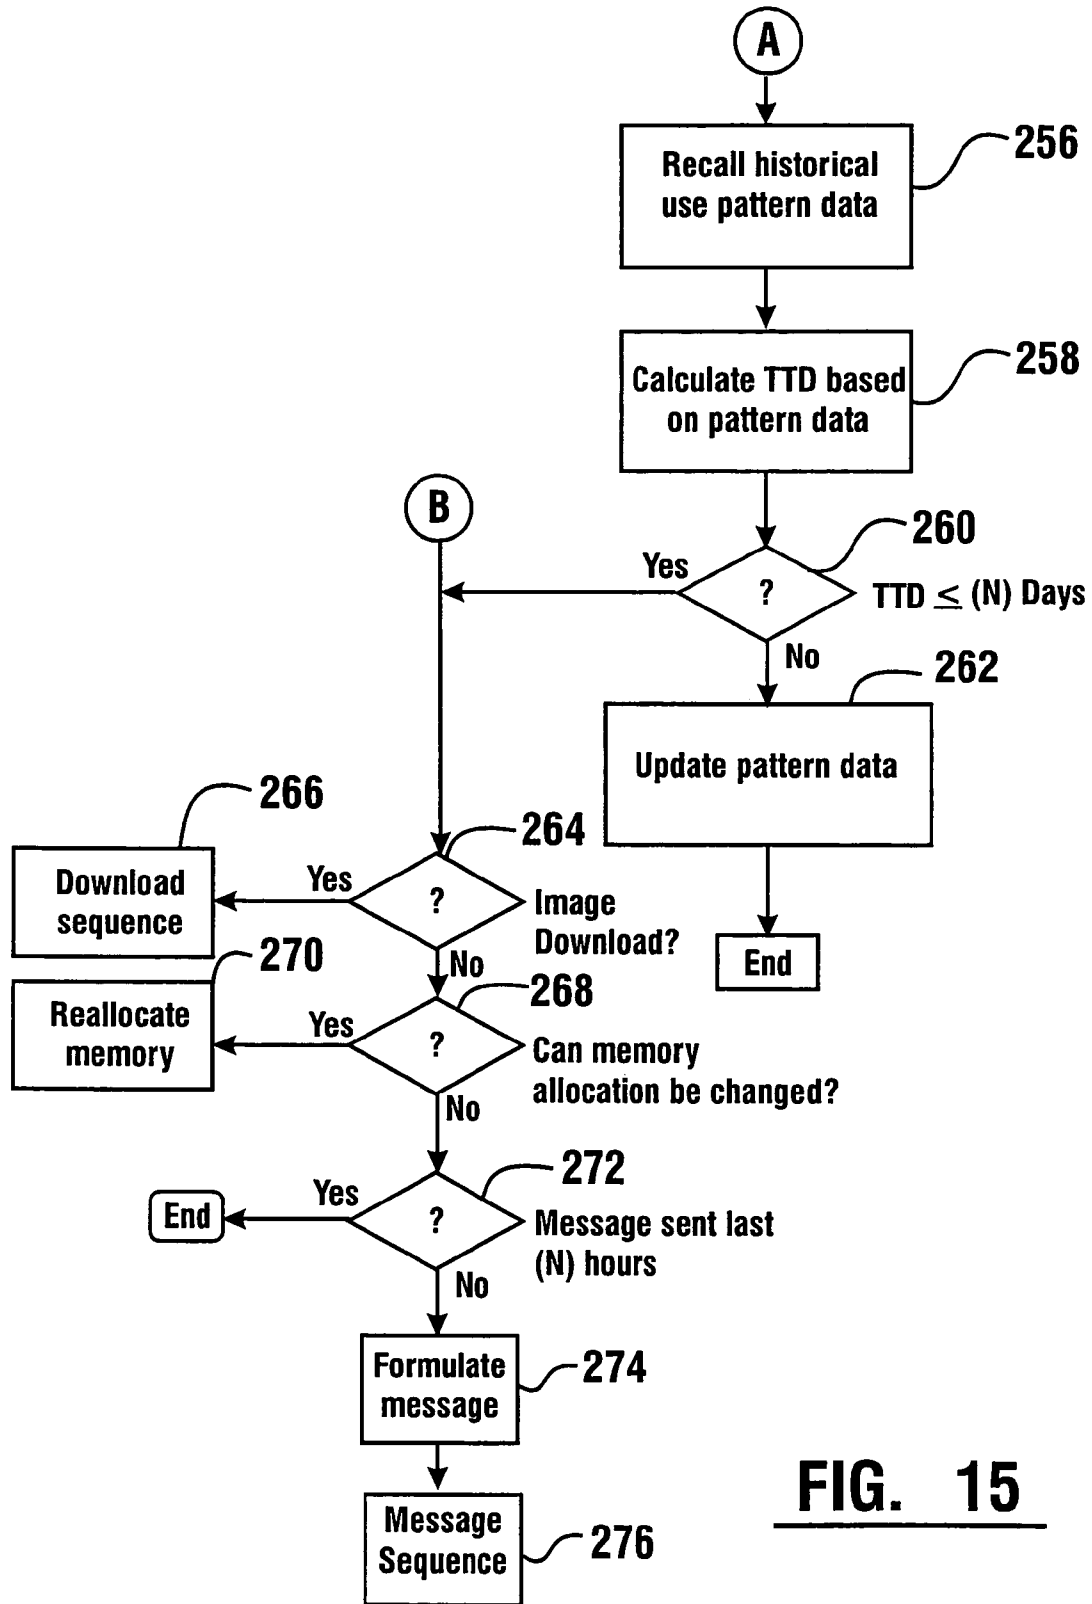 A
Recall historical
use pattern data
256
Calculate TTD based
on pattern data
258
B
260
Yes
?
TTD ≤ (N) Days
No
262
Update pattern data
End
266
Download
sequence
264
Yes
?
Image
Download?
No
270
Reallocate
memory
268
Yes
?
Can memory
allocation be changed?
No
272
End
Yes
?
Message sent last
(N) hours
No
Formulate
message
274
Message
Sequence
276
FIG. 15